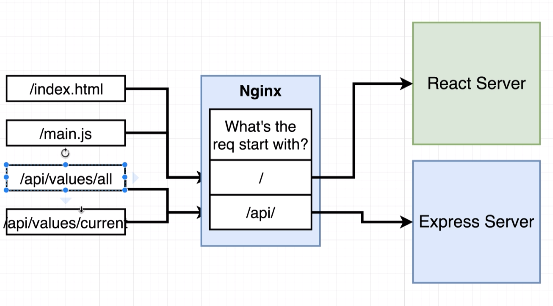 /index.html
/main.js
/api/values/all
/api/values/current
Nginx
What's the
req start with?
/
/api/
React Server
Express Server